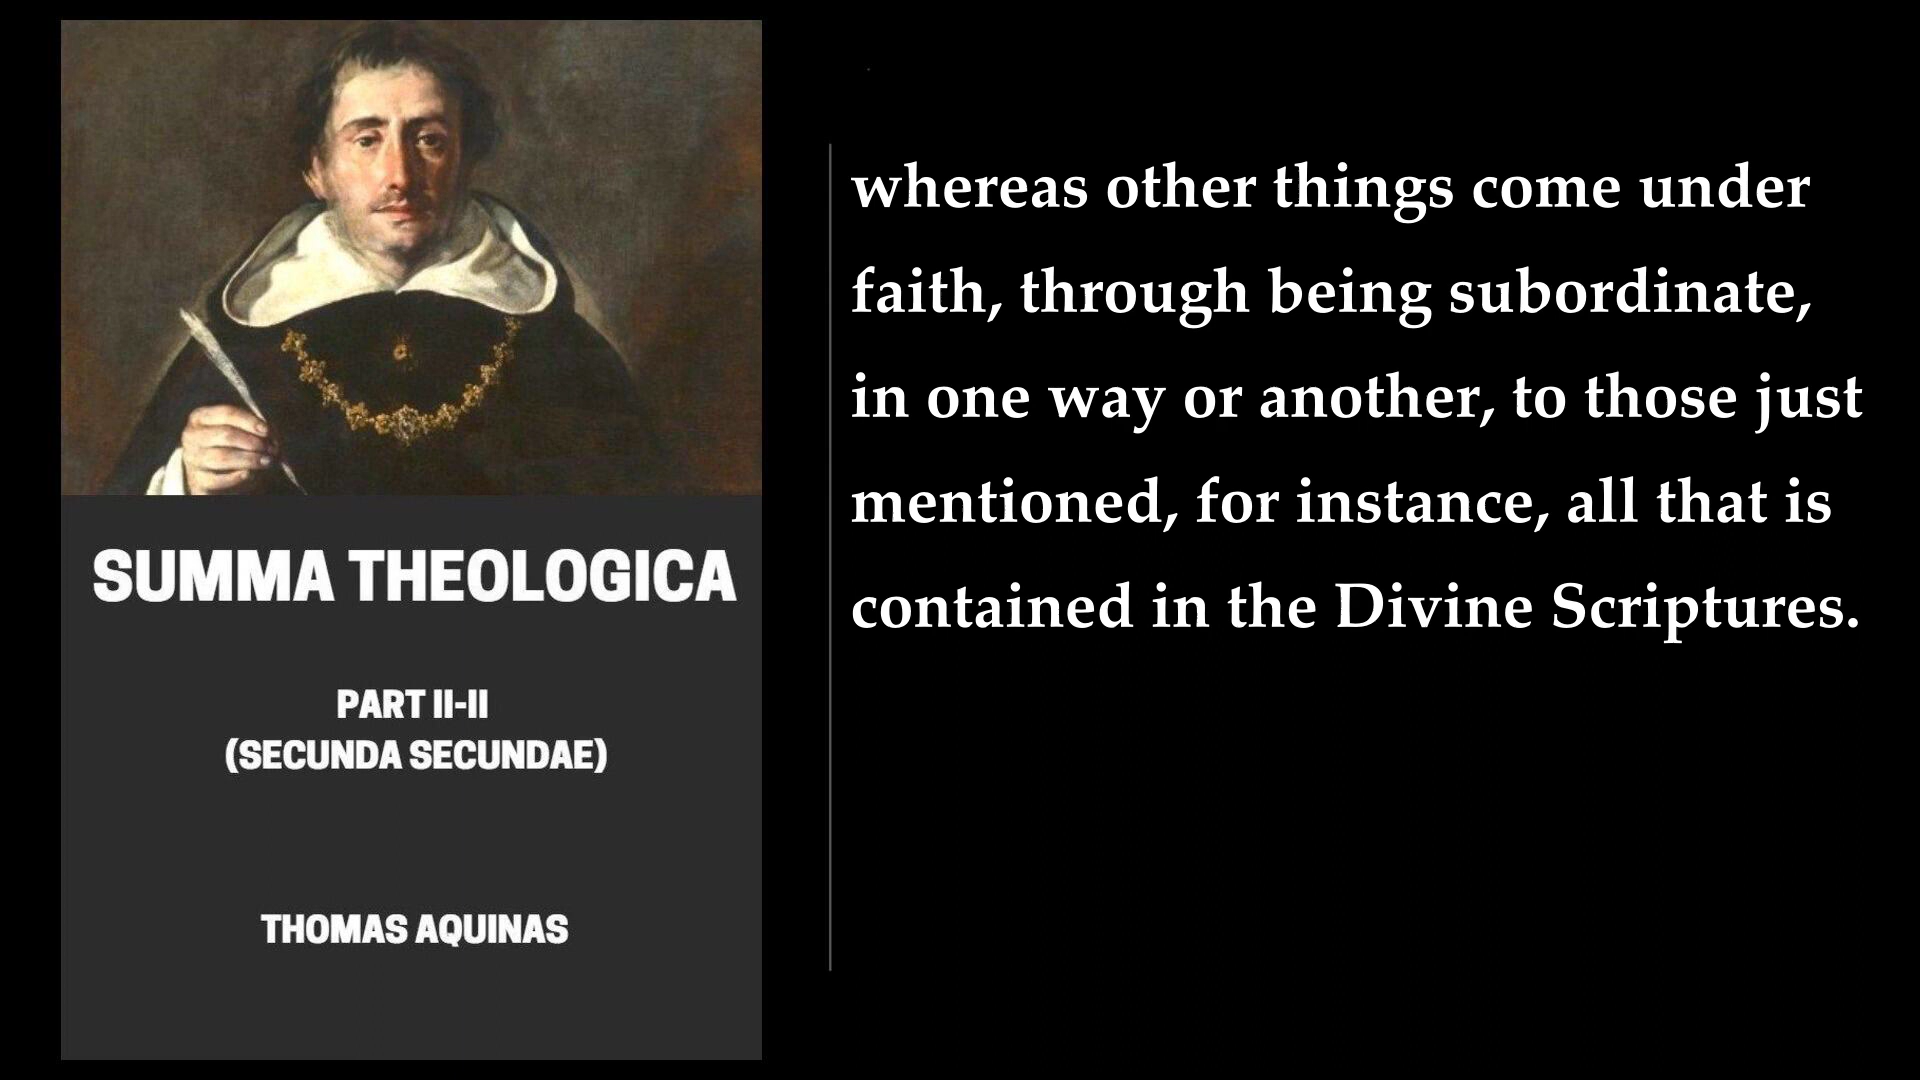 SUMMA THEOLOGICA
PART II-II
(SECUNDA SECUNDAE)
THOMAS AQUINAS
whereas other things come under
faith, through being subordinate,
in one way or another, to those just
mentioned, for instance, all that is
contained in the Divine Scriptures.